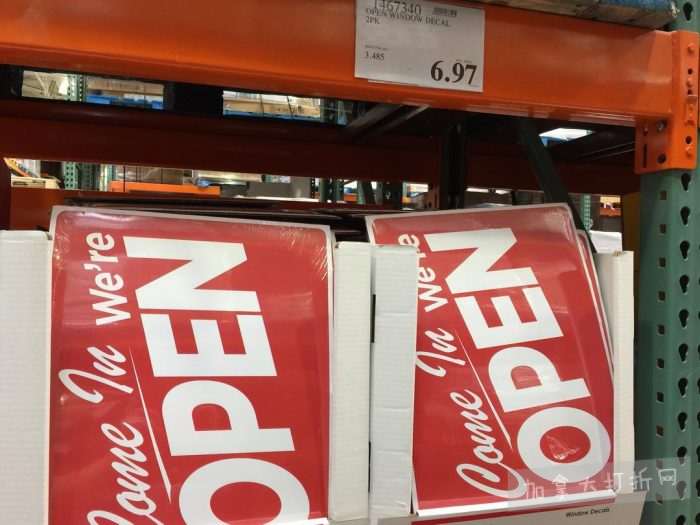 1467340
OPEN WINDOW DECAL
2PK
3.485
6.97
Come In We're
OPEN
Come In We're
OPEN
Window Decals
加拿大打折网